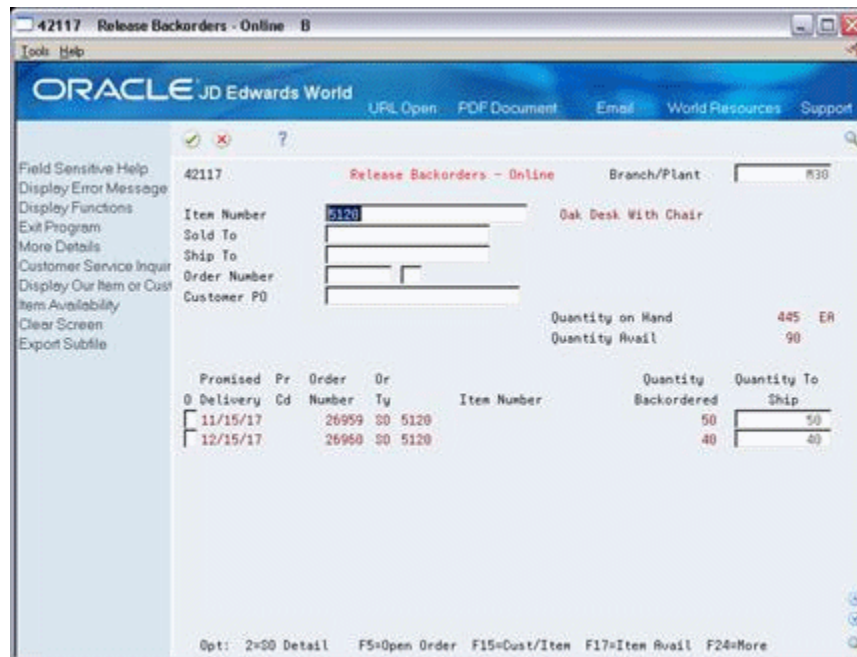 42117 Release Backorders - Online B
Tools Help
ORACLE JD Edwards World
URL Open PDF Document Email World Resources Support
Field Sensitive Help
Display Error Message
Display Functions
Exit Program
More Details
Customer Service Inquir
Display Our Item or Cust
Item Availability
Clear Screen
Export Subfile
?
42117 Release Backorders - Online Branch/Plant M30
Item Number 5120 Oak Desk With Chair
Sold To
Ship To
Order Number
Customer PO
Quantity on Hand 445 EA
Quantity Avail 90
Promised Pr Order Or Quantity Quantity To
O Delivery Cd Number Ty Item Number Backordered Ship
11/15/17 26959 SO 5120 50 50
12/15/17 26960 SO 5120 40 40
Opt: 2=SO Detail F5=Open Order F15=Cust/Item F17=Item Avail F24=More